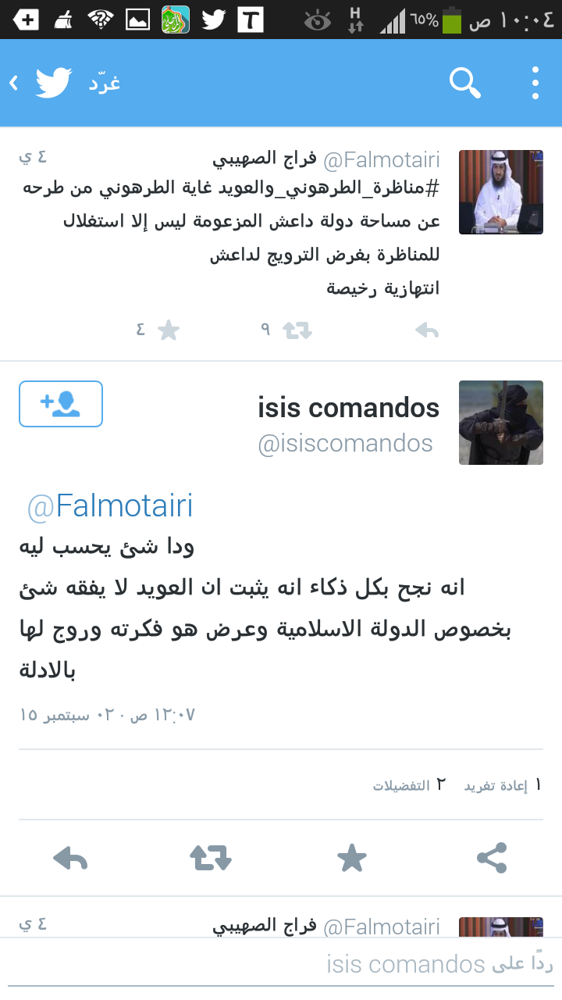 ١٠:٠٤ ص ٦٥% H
T
غرّد
فراج الصهيبي @Falmotairi ٤ ي
#مناظرة_الطرهوني_والعويد غاية الطرهوني من طرحه
عن مساحة دولة داعش المزعومة ليس إلا استغلال
للمناظرة بغرض الترويج لداعش
انتهازية رخيصة
٩ ٤
isis comandos
@isiscomandos
@Falmotairi
ودا شئ يحسب ليه
انه نجح بكل ذكاء انه يثبت ان العويد لا يفقه شئ
بخصوص الدولة الاسلامية وعرض هو فكرته وروج لها
بالادلة
١٢:٠٧ ص · ٠٢ سبتمبر ١٥
١ إعادة تغريد ٢ التفضيلات
فراج الصهيبي @Falmotairi ٤ ي
ردًا على isis comandos